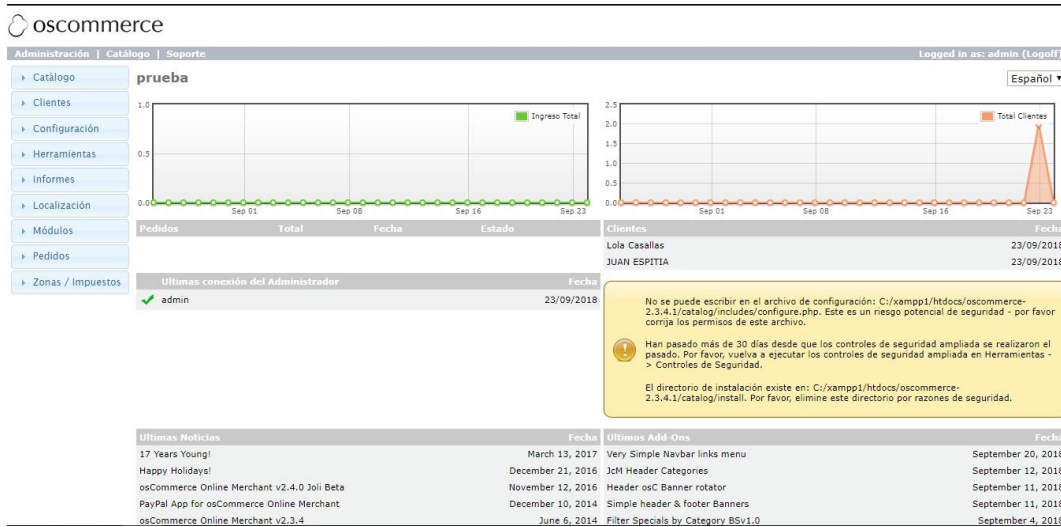 oscommerce
Administración | Catálogo | Soporte
Logged in as: admin (Logoff)
Catálogo
Clientes
Configuración
Herramientas
Informes
Localización
Módulos
Pedidos
Zonas / Impuestos
prueba
Español
1.0
0.5
0.0
Ingreso Total
Sep 01 Sep 08 Sep 16 Sep 23
2.5
2.0
1.5
1.0
0.5
0.0
Total Clientes
Sep 01 Sep 08 Sep 16 Sep 23
Pedidos Total Fecha Estado
Clientes Fecha
Lola Casallas 23/09/2018
JUAN ESPITIA 23/09/2018
Ultimas conexión del Administrador Fecha
admin 23/09/2018
No se puede escribir en el archivo de configuración: C:/xampp1/htdocs/oscommerce-
2.3.4.1/catalog/includes/configure.php. Este es un riesgo potencial de seguridad - por favor
corrija los permisos de este archivo.
Han pasado más de 30 días desde que los controles de seguridad ampliada se realizaron el
pasado. Por favor, vuelva a ejecutar los controles de seguridad ampliada en Herramientas -
> Controles de Seguridad.
El directorio de instalación existe en: C:/xampp1/htdocs/oscommerce-
2.3.4.1/catalog/install. Por favor, elimine este directorio por razones de seguridad.
Ultimas Noticias Fecha
17 Years Young! March 13, 2017
Happy Holidays! December 21, 2016
osCommerce Online Merchant v2.4.0 Joli Beta November 12, 2016
PayPal App for osCommerce Online Merchant December 10, 2014
osCommerce Online Merchant v2.3.4 June 6, 2014
Ultimos Add-Ons Fecha
Very Simple Navbar links menu September 20, 2018
JcM Header Categories September 12, 2018
Header osC Banner rotator September 11, 2018
Simple header & footer Banners September 11, 2018
Filter Specials by Category BSv1.0 September 4, 2018